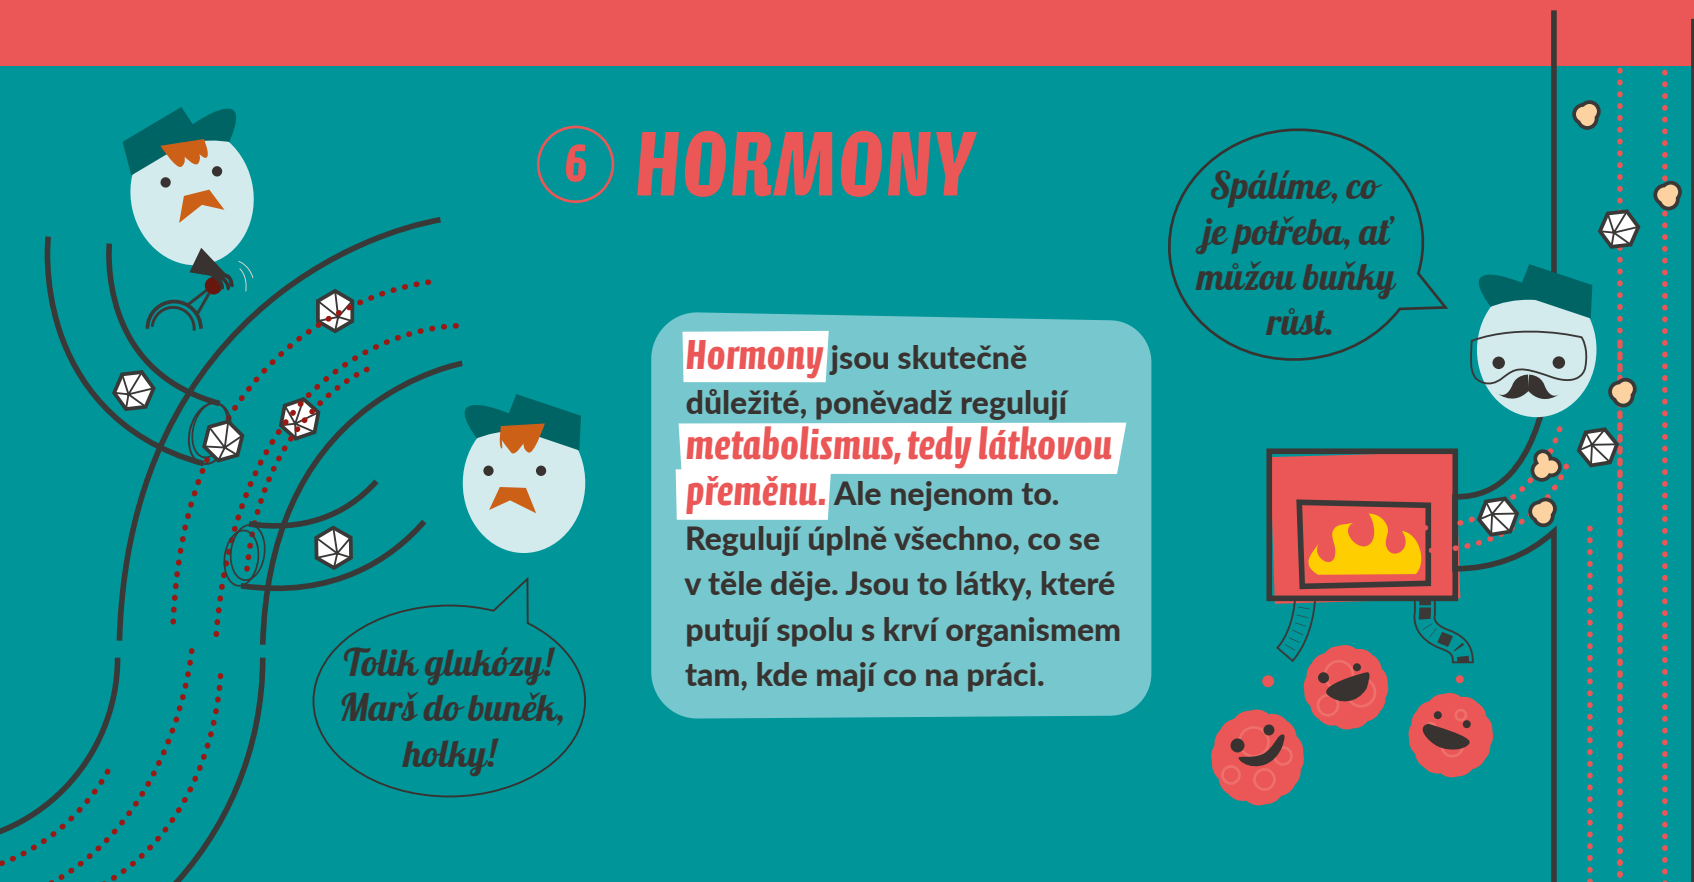 6 HORMONY
Spálíme, co
je potřeba, ať
můžou buňky
růst.
Hormony jsou skutečně
důležité, poněvadž regulují
metabolismus, tedy látkovou
přeměnu. Ale nejenom to.
Regulují úplně všechno, co se
v těle děje. Jsou to látky, které
putují spolu s krví organismem
tam, kde mají co na práci.
Tolik glukózy!
Marš do buněk,
holky!